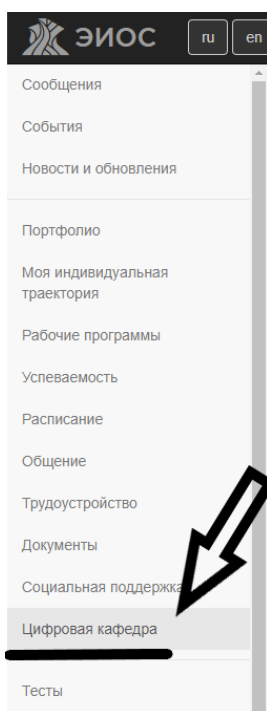 ЭИОС ru en
Сообщения
События
Новости и обновления
Портфолио
Моя индивидуальная
траектория
Рабочие программы
Успеваемость
Расписание
Общение
Трудоустройство
Документы
Социальная поддержка
Цифровая кафедра
Тесты